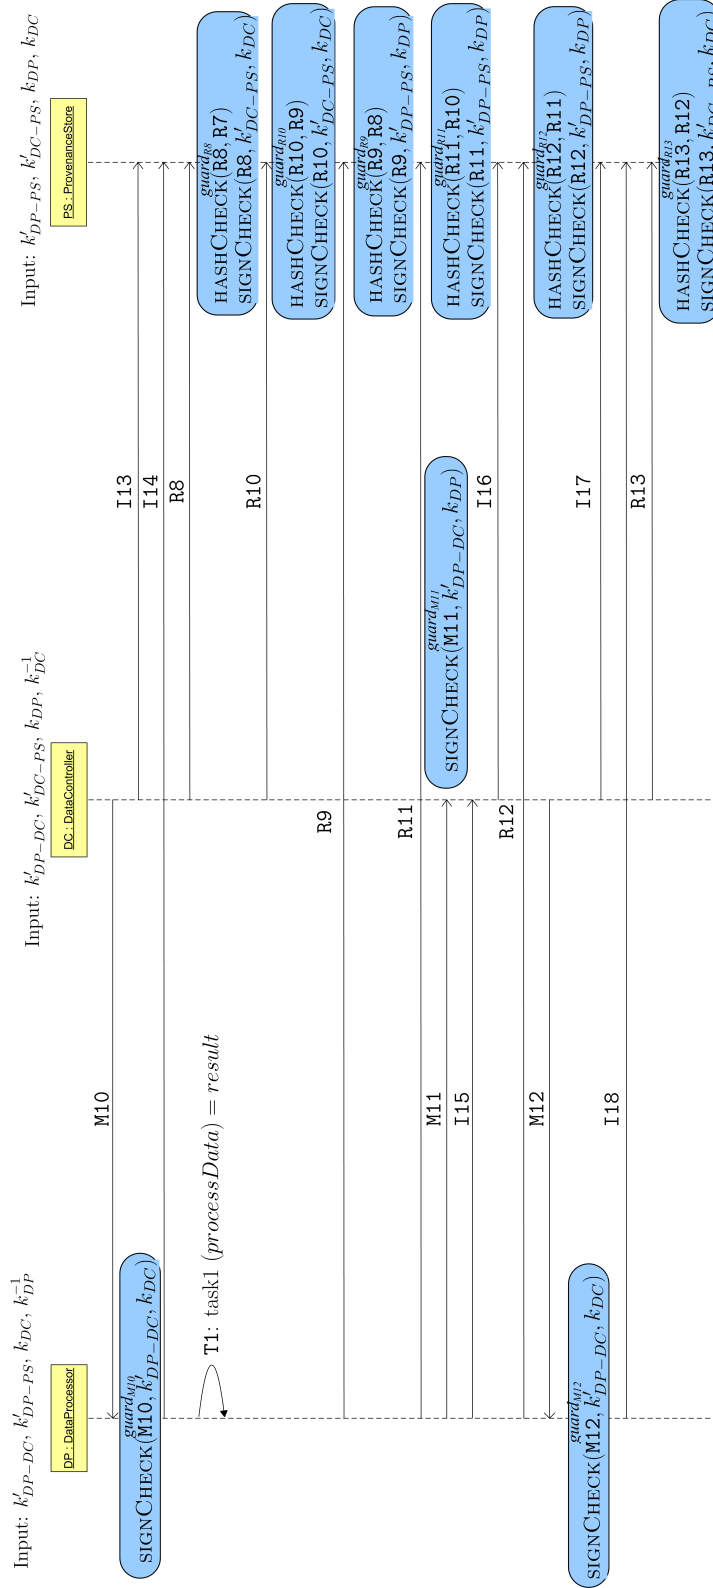 Input: k′_{DP−DC}, k′_{DP−PS}, k_{DC}, k^{−1}_{DP}
Input: k′_{DP−DC}, k′_{DC−PS}, k_{DP}, k^{−1}_{DC}
Input: k′_{DP−PS}, k′_{DC−PS}, k_{DP}, k_{DC}
DP : DataProcessor
DC : DataController
PS : ProvenanceStore
M10
guard_{M10}
SIGNCHECK(M10, k′_{DP−DC}, k_{DC})
I13
I14
R8
T1: task1 (processData) = result
guard_{R8}
HASHCHECK(R8, R7)
SIGNCHECK(R8, k′_{DC−PS}, k_{DC})
R10
guard_{R10}
HASHCHECK(R10, R9)
SIGNCHECK(R10, k′_{DC−PS}, k_{DC})
R9
guard_{R9}
HASHCHECK(R9, R8)
SIGNCHECK(R9, k′_{DP−PS}, k_{DP})
R11
M11
guard_{M11}
SIGNCHECK(M11, k′_{DP−DC}, k_{DP})
guard_{R11}
HASHCHECK(R11, R10)
SIGNCHECK(R11, k′_{DP−PS}, k_{DP})
I15
I16
R12
guard_{R12}
HASHCHECK(R12, R11)
SIGNCHECK(R12, k′_{DP−PS}, k_{DP})
M12
guard_{M12}
SIGNCHECK(M12, k′_{DP−DC}, k_{DC})
I17
I18
R13
guard_{R13}
HASHCHECK(R13, R12)
SIGNCHECK(R13, k′_{DC−PS}, k_{DC})